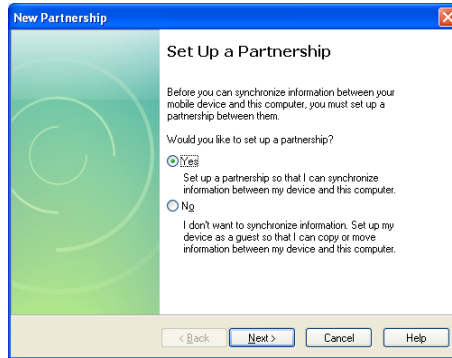 New Partnership
Set Up a Partnership
Before you can synchronize information between your
mobile device and this computer, you must set up a
partnership between them.
Would you like to set up a partnership?
Yes
Set up a partnership so that I can synchronize
information between my device and this computer.
No
I don't want to synchronize information. Set up my
device as a guest so that I can copy or move
information between my device and this computer.
< Back
Next >
Cancel
Help